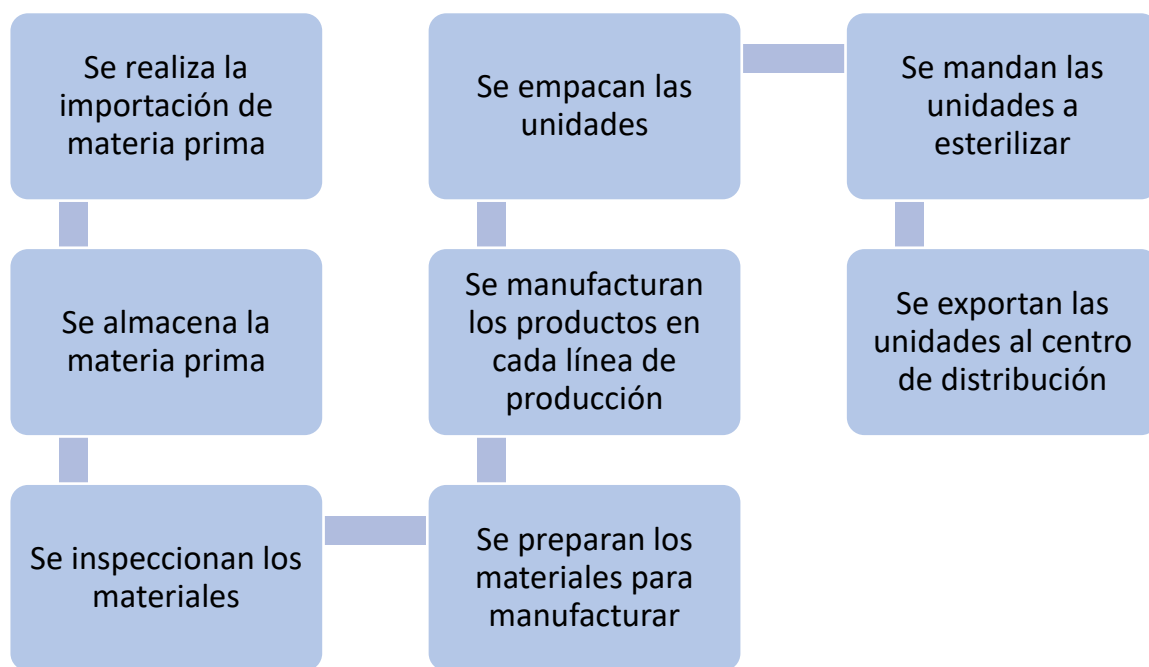 Se realiza la
importación de
materia prima
Se almacena la
materia prima
Se inspeccionan los
materiales
Se preparan los
materiales para
manufacturar
Se manufacturan
los productos en
cada línea de
producción
Se empacan las
unidades
Se mandan las
unidades a
esterilizar
Se exportan las
unidades al centro
de distribución